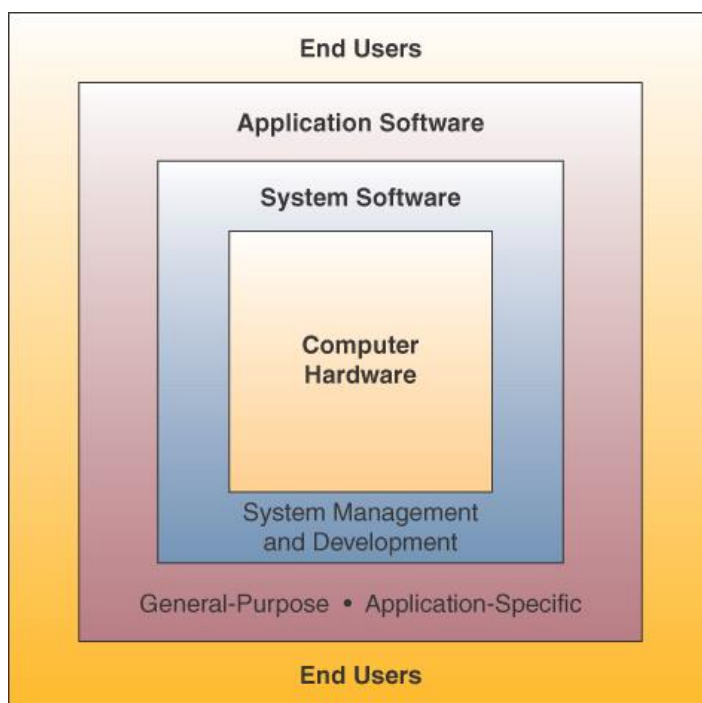 End Users
Application Software
System Software
Computer
Hardware
System Management
and Development
General-Purpose • Application-Specific
End Users